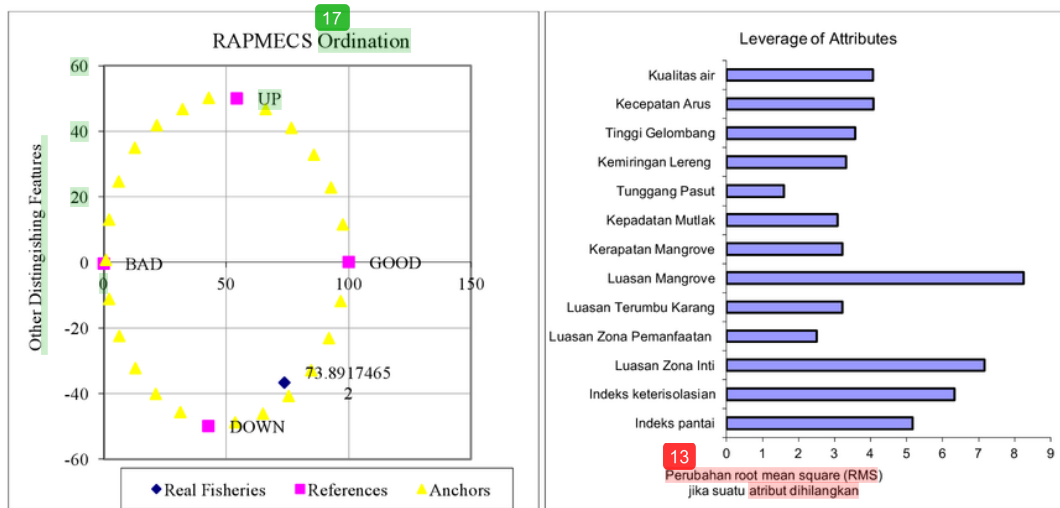 17
RAPMECS Ordination
60
UP
40
20
Other Distingishing Features
0
BAD
GOOD
0
50
100
150
-20
73.8917465
2
-40
DOWN
-60
Real Fisheries
References
Anchors
Leverage of Attributes
Kualitas air
Kecepatan Arus
Tinggi Gelombang
Kemiringan Lereng
Tunggang Pasut
Kepadatan Mutlak
Kerapatan Mangrove
Luasan Mangrove
Luasan Terumbu Karang
Luasan Zona Pemanfaatan
Luasan Zona Inti
Indeks keterisolasian
Indeks pantai
0 1 2 3 4 5 6 7 8 9
13
Perubahan root mean square (RMS)
jika suatu atribut dihilangkan